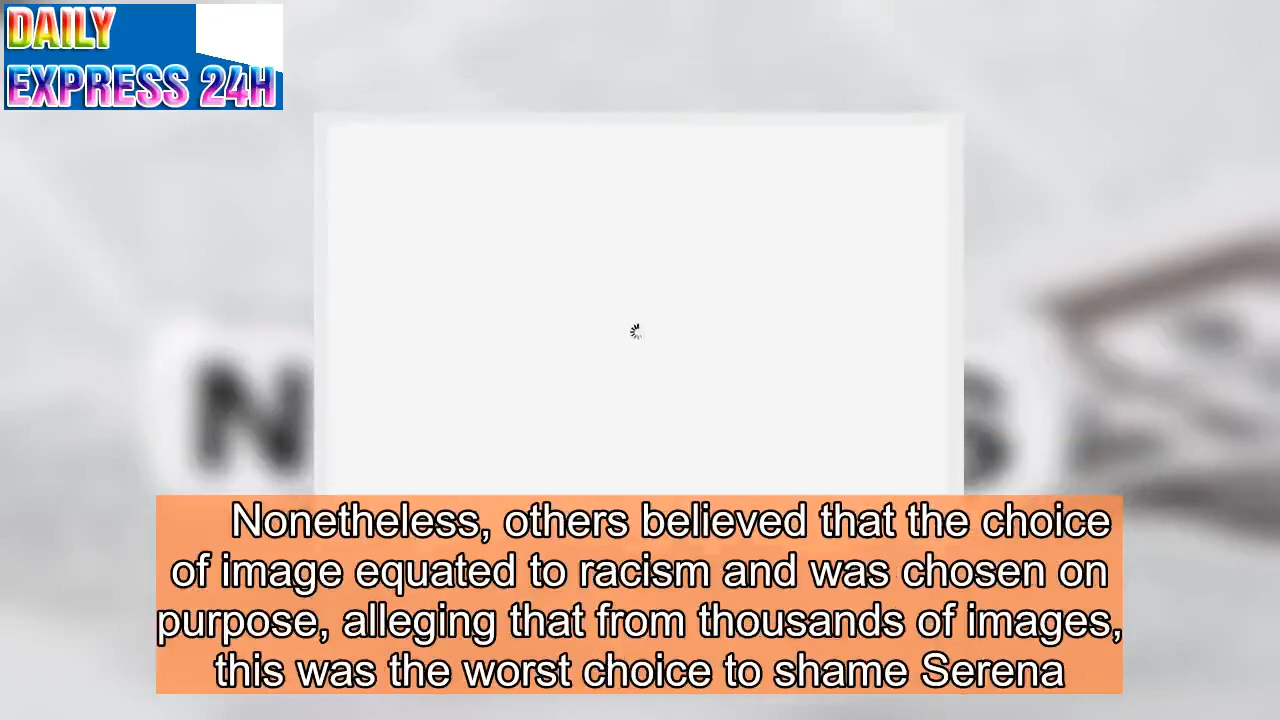 DAILY
EXPRESS 24H
N
S
Nonetheless, others believed that the choice
of image equated to racism and was chosen on
purpose, alleging that from thousands of images,
this was the worst choice to shame Serena